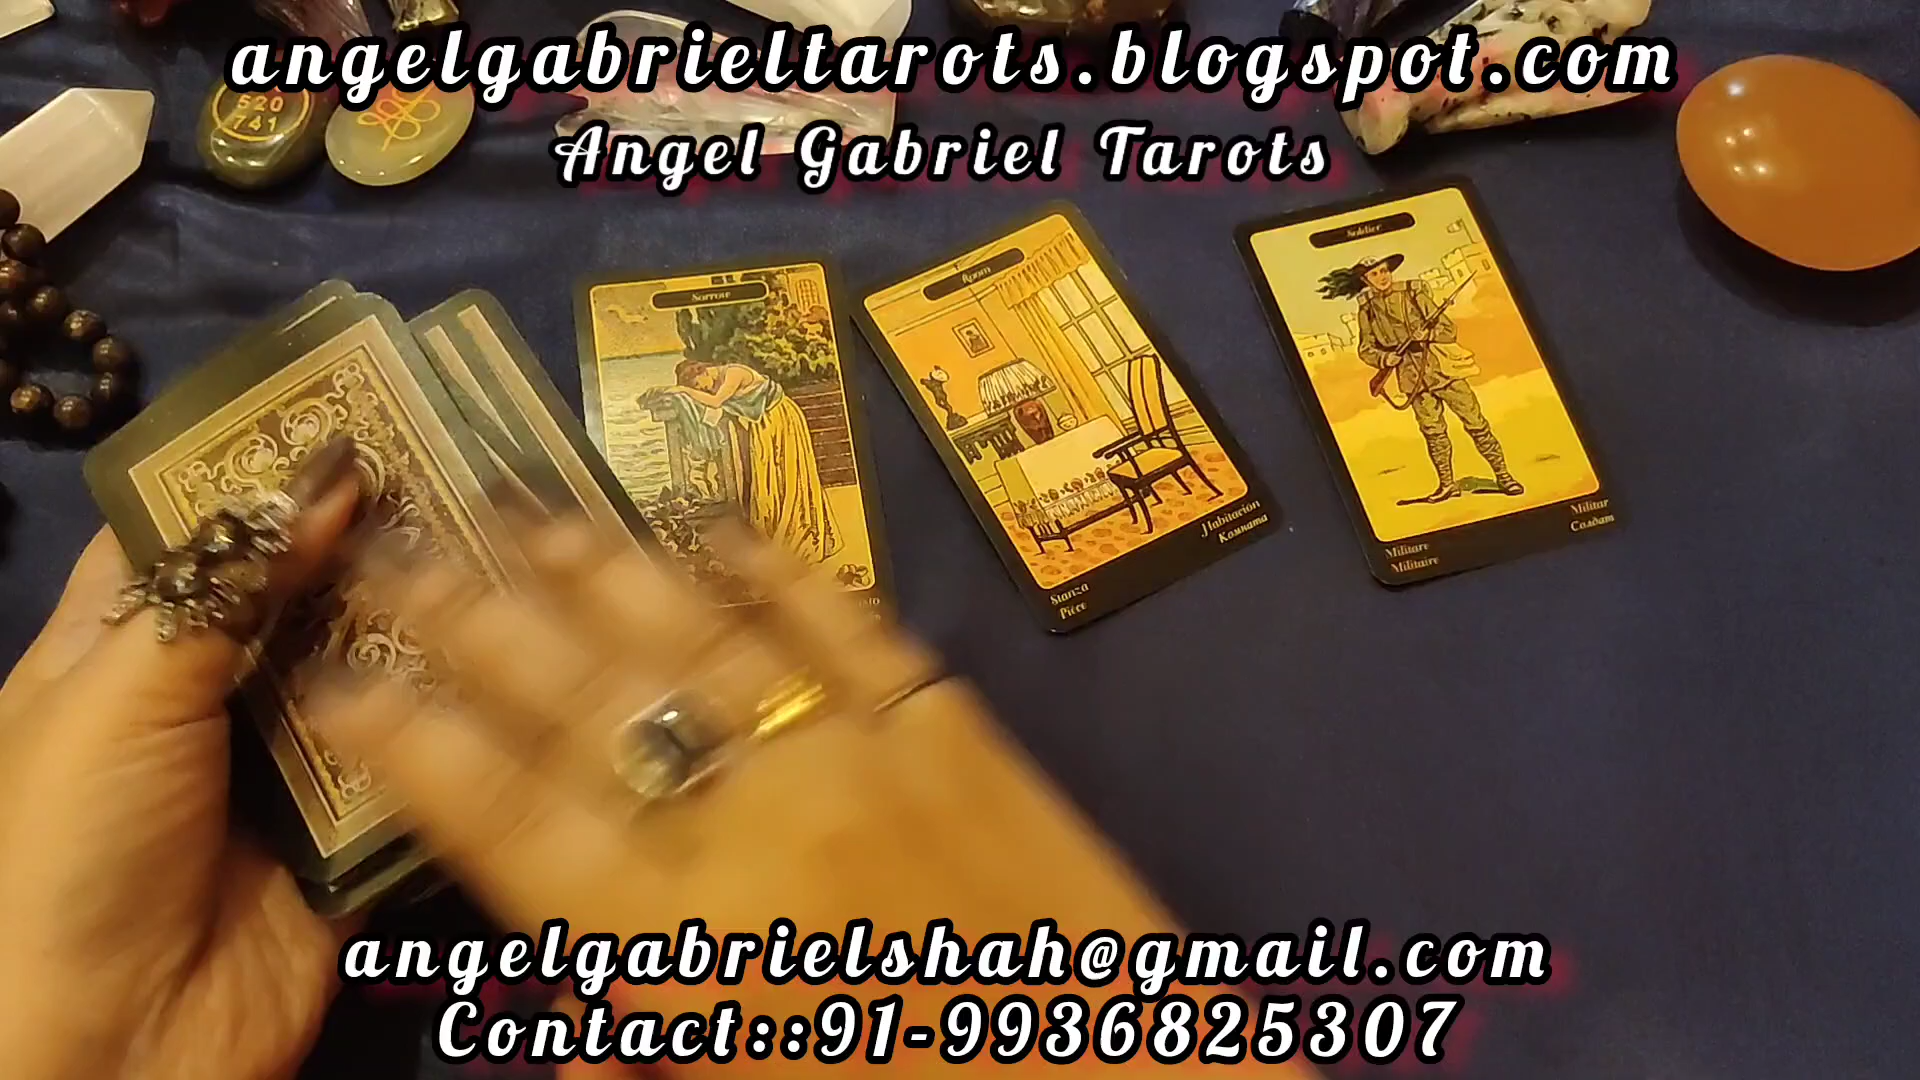 angelgabrieltarots.blogspot.com
Angel Gabriel Tarots
520
741
Sorrow
Room
Soldier
Habitación
Комната
Stanza
Pièce
Militar
Солдат
Militare
Militaire
angelgabrielshah@gmail.com
Contact::91-9936825307